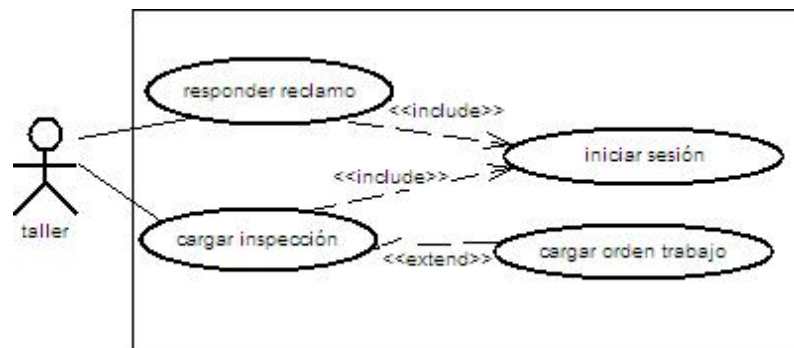 responder reclamo
<<include>>
iniciar sesión
<<include>>
taller
cargar inspección
<<extend>>
cargar orden trabajo